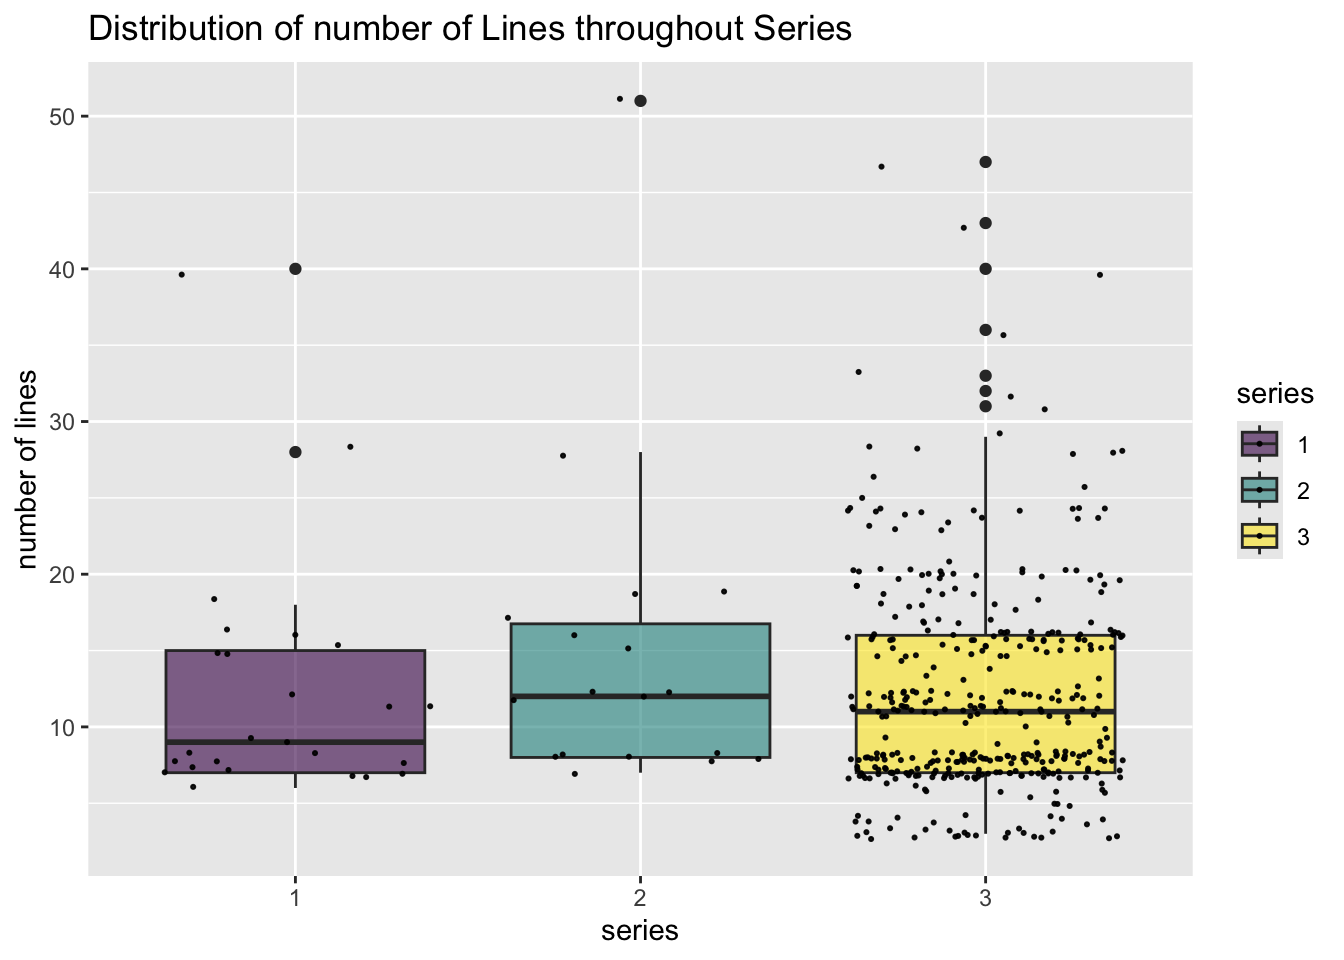 Distribution of number of Lines throughout Series
50
40
30
20
10
number of lines
1
2
3
series
series
1
2
3